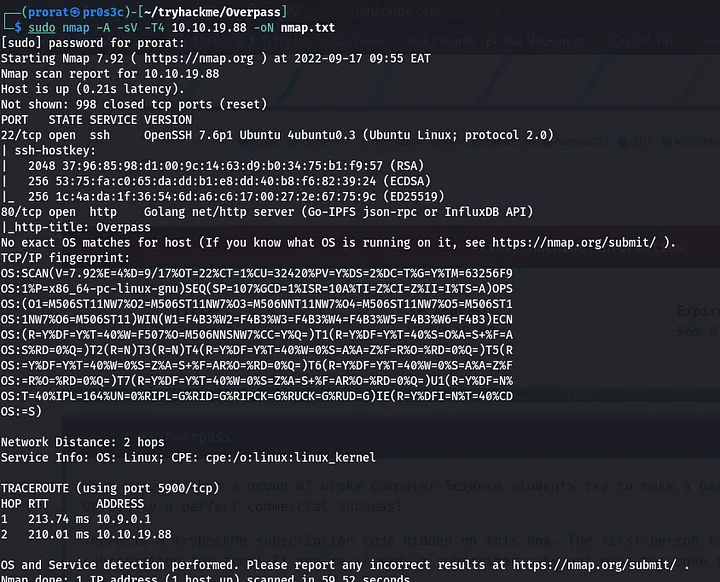 ┌──(prorat㉿pr0s3c)-[~/tryhackme/Overpass]
└─$ sudo nmap -A -sV -T4 10.10.19.88 -oN nmap.txt
[sudo] password for prorat:
Starting Nmap 7.92 ( https://nmap.org ) at 2022-09-17 09:55 EAT
Nmap scan report for 10.10.19.88
Host is up (0.21s latency).
Not shown: 998 closed tcp ports (reset)
PORT   STATE SERVICE VERSION
22/tcp open  ssh     OpenSSH 7.6p1 Ubuntu 4ubuntu0.3 (Ubuntu Linux; protocol 2.0)
| ssh-hostkey:
|   2048 37:96:85:98:d1:00:9c:14:63:d9:b0:34:75:b1:f9:57 (RSA)
|   256 53:75:fa:c0:65:da:dd:b1:e8:dd:40:b8:f6:82:39:24 (ECDSA)
|_  256 1c:4a:da:1f:36:54:6d:a6:c6:17:00:27:2e:67:75:9c (ED25519)
80/tcp open  http    Golang net/http server (Go-IPFS json-rpc or InfluxDB API)
|_http-title: Overpass
No exact OS matches for host (If you know what OS is running on it, see https://nmap.org/submit/ ).
TCP/IP fingerprint:
OS:SCAN(V=7.92%E=4%D=9/17%OT=22%CT=1%CU=32420%PV=Y%DS=2%DC=T%G=Y%TM=63256F9
OS:1%P=x86_64-pc-linux-gnu)SEQ(SP=107%GCD=1%ISR=10A%TI=Z%CI=Z%II=I%TS=A)OPS
OS:(O1=M506ST11NW7%O2=M506ST11NW7%O3=M506NNT11NW7%O4=M506ST11NW7%O5=M506ST1
OS:1NW7%O6=M506ST11)WIN(W1=F4B3%W2=F4B3%W3=F4B3%W4=F4B3%W5=F4B3%W6=F4B3)ECN
OS:(R=Y%DF=Y%T=40%W=F507%O=M506NNSNW7%CC=Y%Q=)T1(R=Y%DF=Y%T=40%S=O%A=S+%F=A
OS:S%RD=0%Q=)T2(R=N)T3(R=N)T4(R=Y%DF=Y%T=40%W=0%S=A%A=Z%F=R%O=%RD=0%Q=)T5(R
OS:=Y%DF=Y%T=40%W=0%S=Z%A=S+%F=AR%O=%RD=0%Q=)T6(R=Y%DF=Y%T=40%W=0%S=A%A=Z%F
OS:=R%O=%RD=0%Q=)T7(R=Y%DF=Y%T=40%W=0%S=Z%A=S+%F=AR%O=%RD=0%Q=)U1(R=Y%DF=N%
OS:T=40%IPL=164%UN=0%RIPL=G%RID=G%RIPCK=G%RUCK=G%RUD=G)IE(R=Y%DFI=N%T=40%CD
OS:=S)
Network Distance: 2 hops
Service Info: OS: Linux; CPE: cpe:/o:linux:linux_kernel
TRACEROUTE (using port 5900/tcp)
HOP RTT       ADDRESS
1   213.74 ms 10.9.0.1
2   210.01 ms 10.10.19.88
OS and Service detection performed. Please report any incorrect results at https://nmap.org/submit/ .
Nmap done: 1 IP address (1 host up) scanned in 59.52 seconds